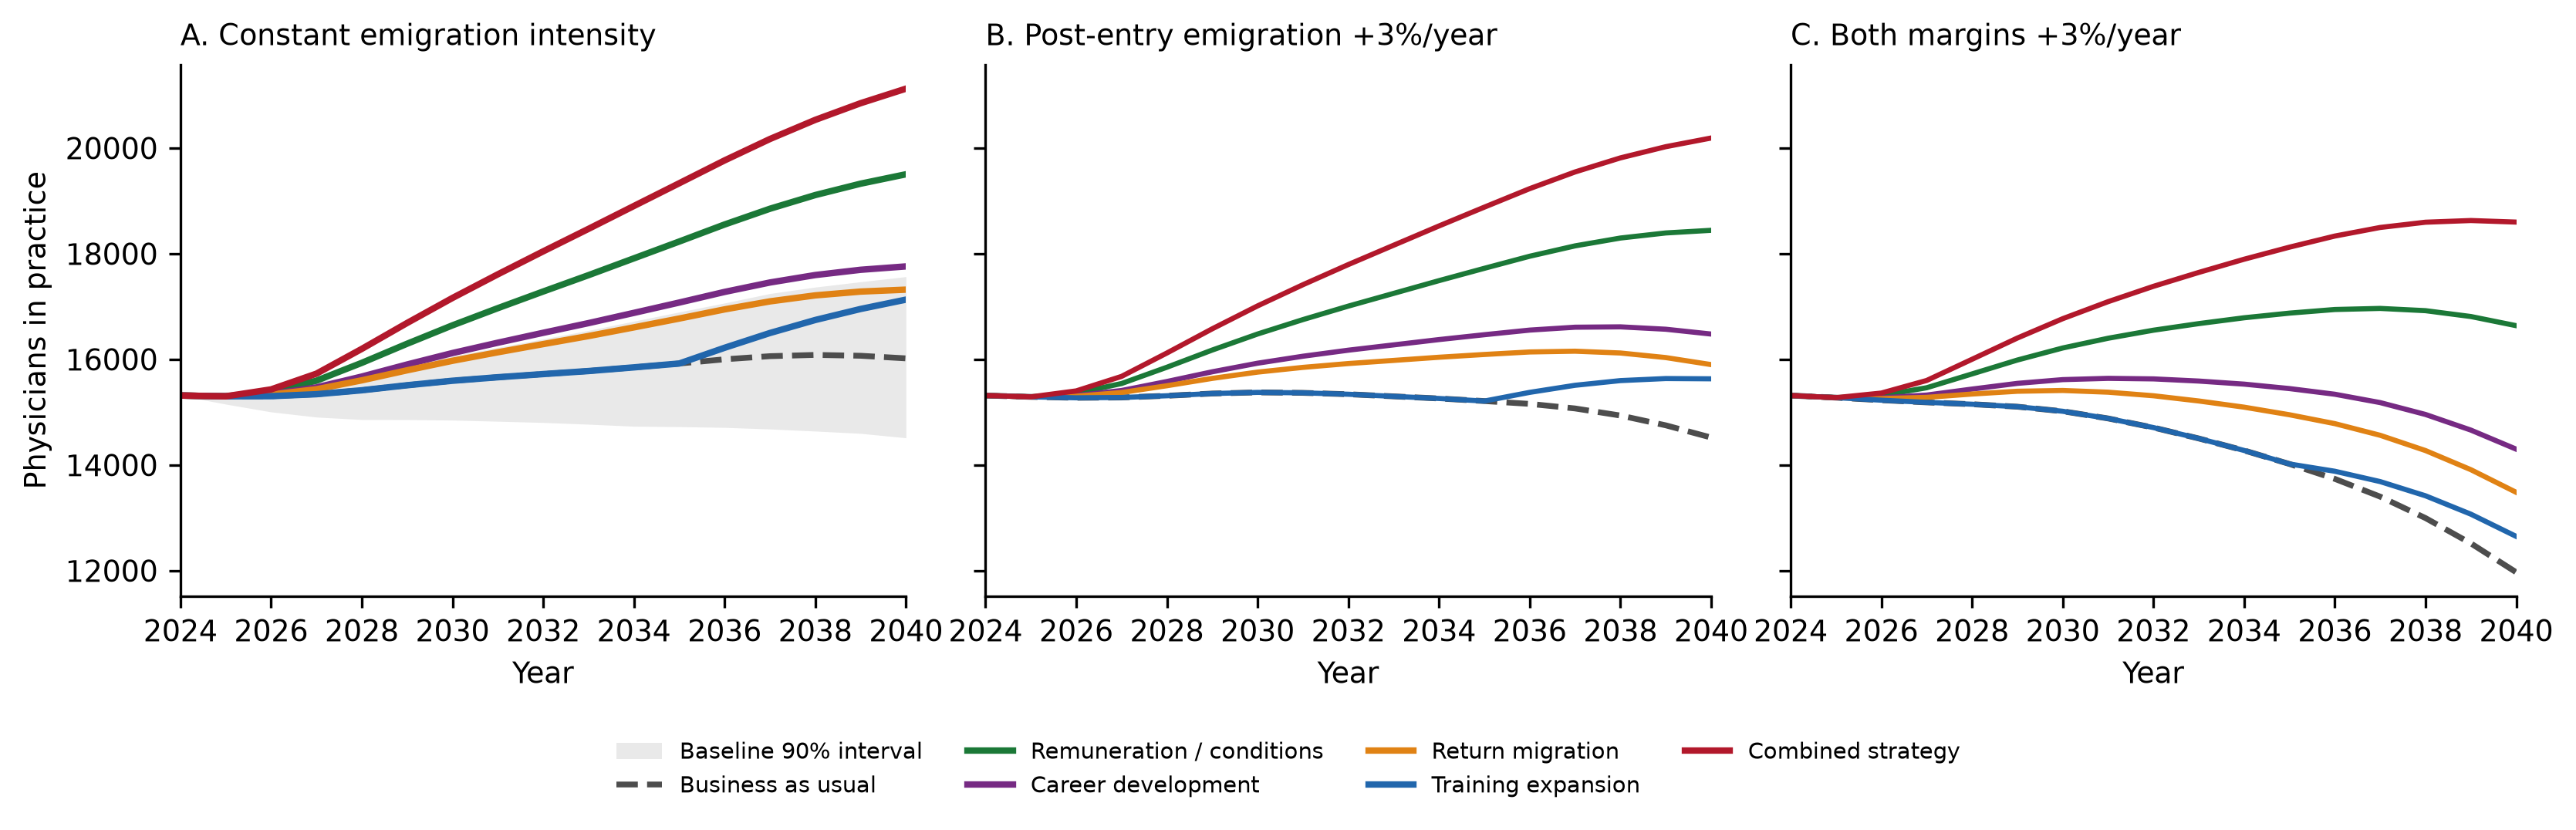 A. Constant emigration intensity
B. Post-entry emigration +3%/year
C. Both margins +3%/year
Physicians in practice
20000
18000
16000
14000
12000
2024 2026 2028 2030 2032 2034 2036 2038 2040
2024 2026 2028 2030 2032 2034 2036 2038 2040
2024 2026 2028 2030 2032 2034 2036 2038 2040
Year
Year
Year
Baseline 90% interval
Business as usual
Remuneration / conditions
Career development
Return migration
Training expansion
Combined strategy